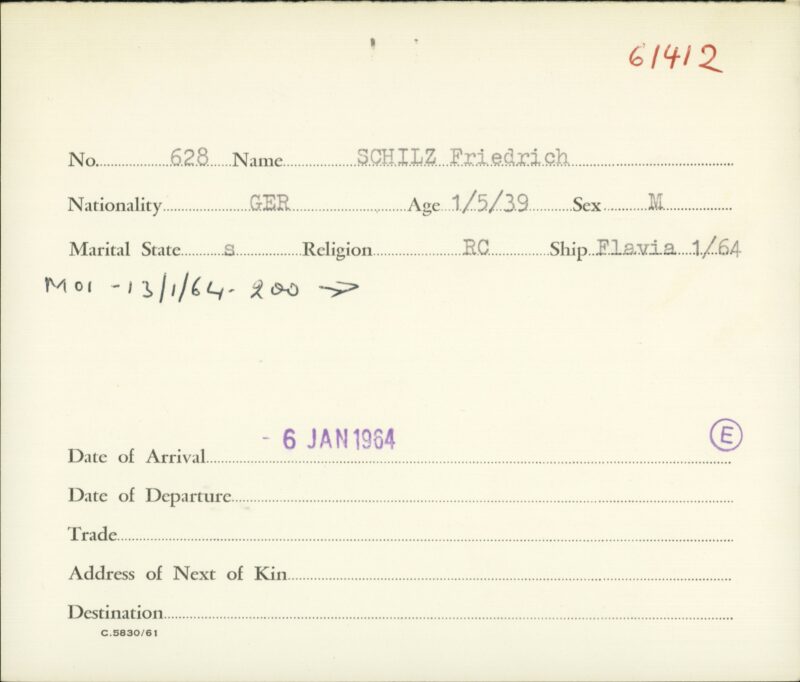 61412
No. 628 Name SCHILZ Friedrich
Nationality GER Age 1/5/39 Sex M
Marital State s Religion RC Ship Flavia 1/64
MOI - 13/1/64 - 200 →
Date of Arrival - 6 JAN 1964 E
Date of Departure
Trade
Address of Next of Kin
Destination
C.5830/61